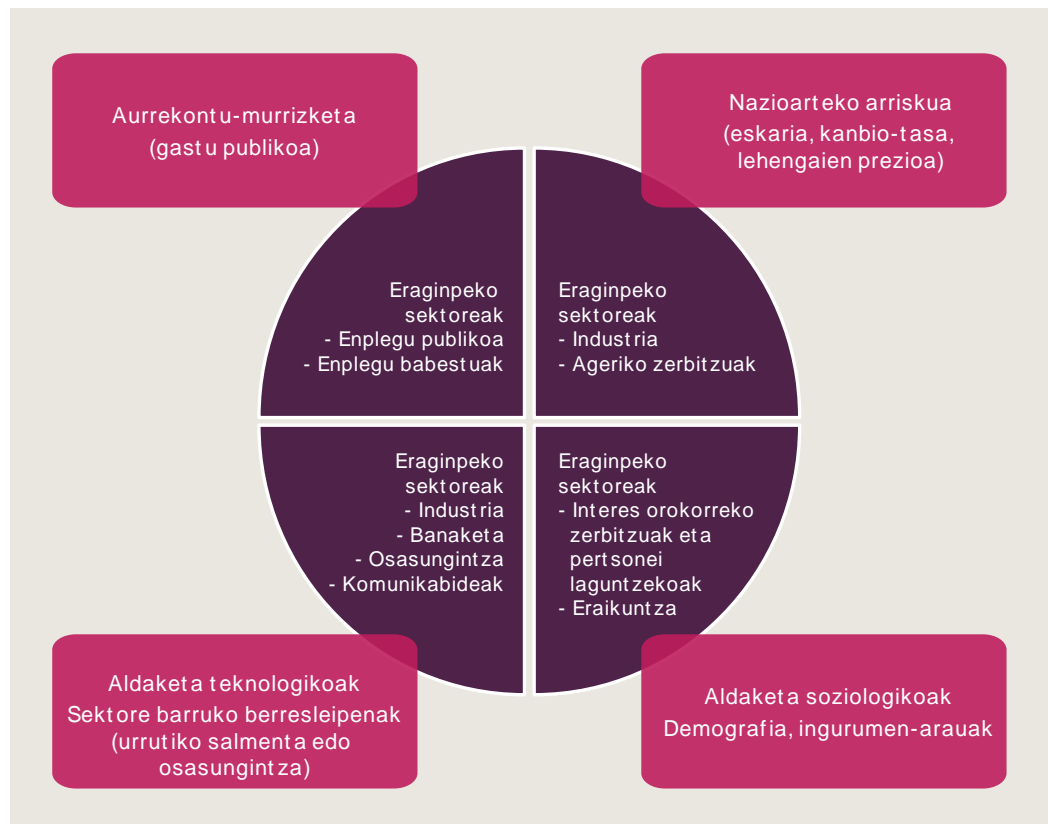 Aurrekontu-murrizketa
(gastu publikoa)
Nazioarteko arriskua
(eskaria, kanbio-tasa,
lehengaien prezioa)
Eraginpeko
sektoreak
- Enplegu publikoa
- Enplegu babestuak
Eraginpeko
sektoreak
- Industria
- Ageriko zerbitzuak
Eraginpeko
sektoreak
- Industria
- Banaketa
- Osasungintza
- Komunikabideak
Eraginpeko
sektoreak
- Interes orokorreko
zerbitzuak eta
pertsonei
laguntzekoak
- Eraikuntza
Aldaketa teknologikoak
Sektore barruko berresleipenak
(urrutiko salmenta edo
osasungintza)
Aldaketa soziologikoak
Demografia, ingurumen-arauak